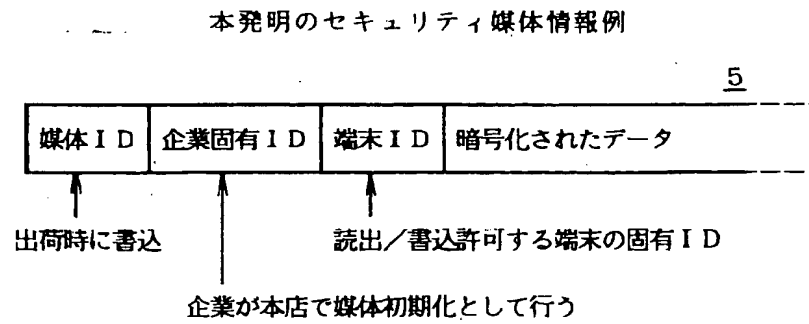 本発明のセキュリティ媒体情報例
5
媒体ID 企業固有ID 端末ID 暗号化されたデータ
出荷時に書込 読出／書込許可する端末の固有ID
企業が本店で媒体初期化として行う